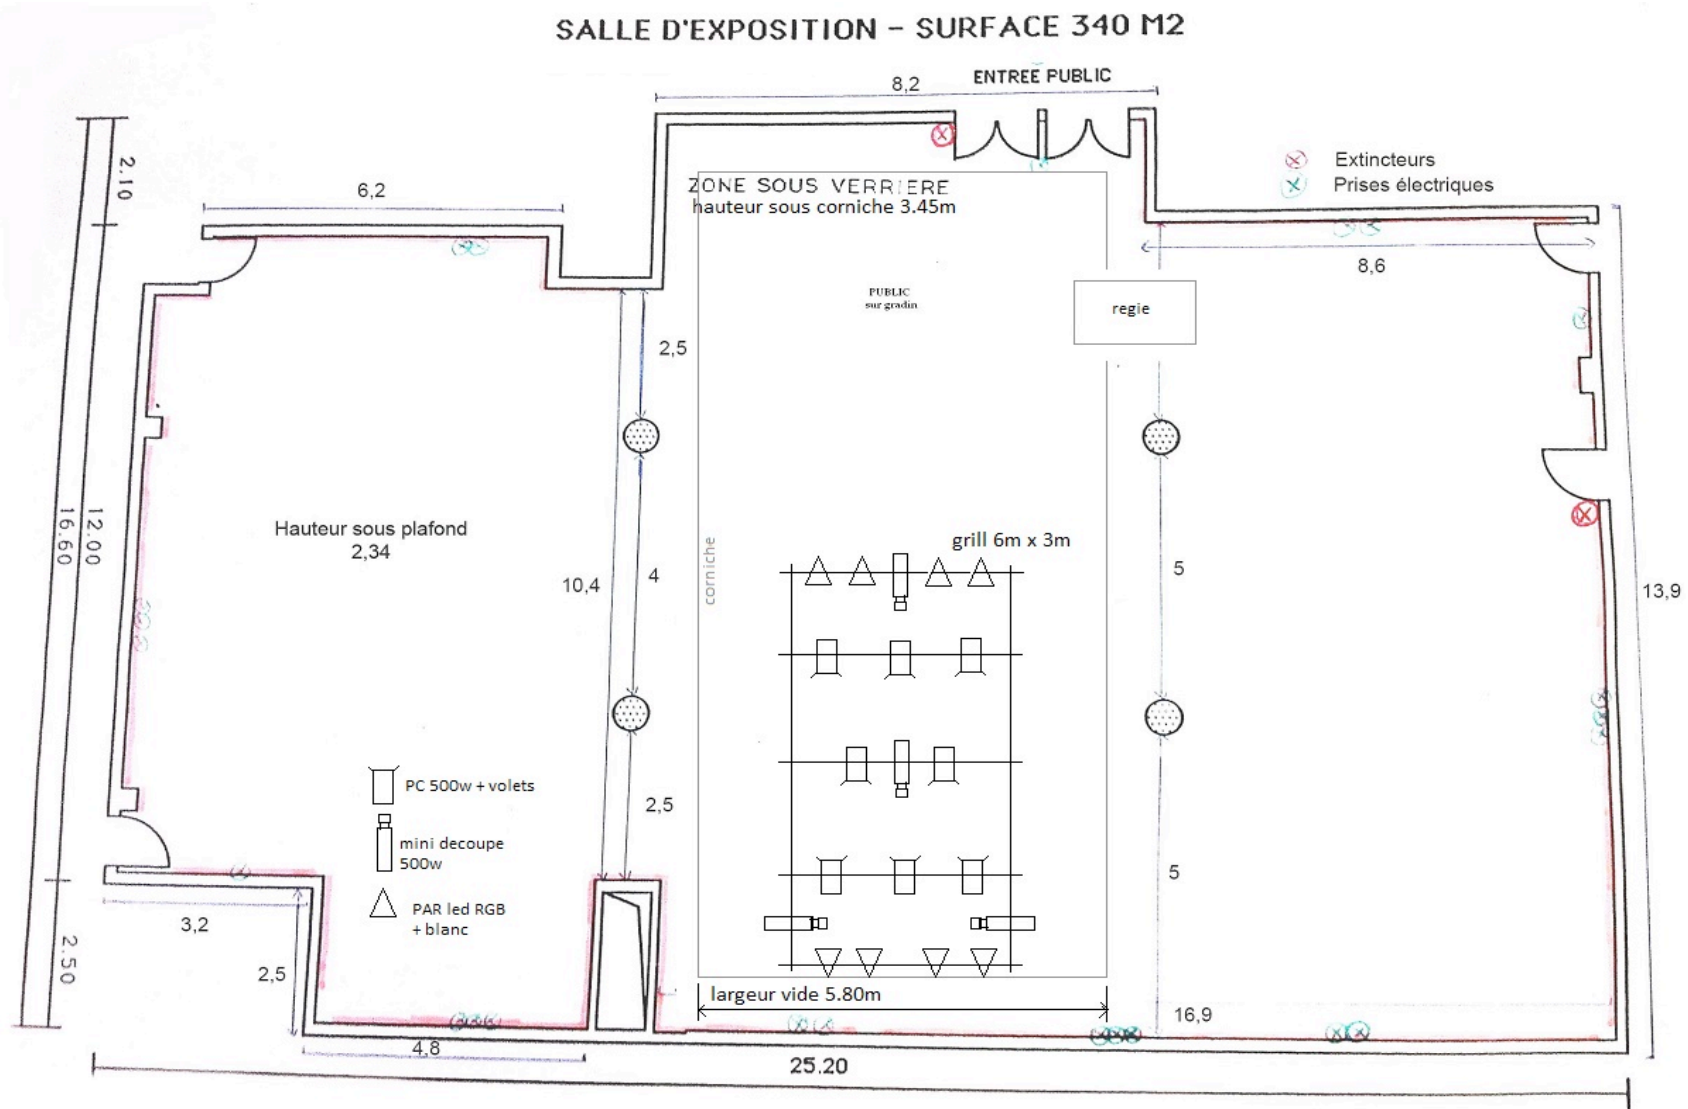 SALLE D'EXPOSITION - SURFACE 340 M2
ENTREE PUBLIC
8,2
2.10
6,2
Extincteurs
Prises électriques
ZONE SOUS VERRIERE
hauteur sous corniche 3.45m
8,6
PUBLIC
sur gradin
regie
2,5
Hauteur sous plafond
2,34
16.60
12.00
corniche
grill 6m x 3m
10,4
4
5
13,9
PC 500w + volets
mini decoupe
500w
PAR led RGB
+ blanc
2,5
5
3,2
2.50
2,5
largeur vide 5.80m
16,9
4,8
25.20